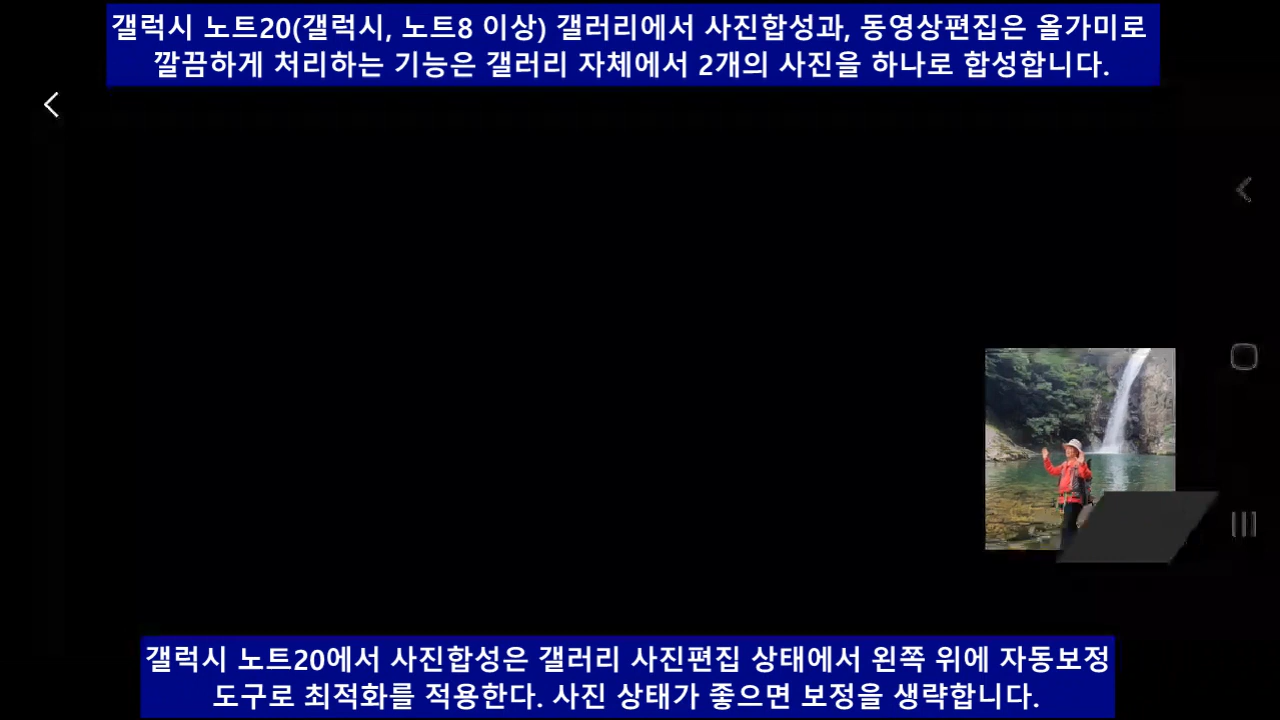 갤럭시 노트20(갤럭시, 노트8 이상) 갤러리에서 사진합성과, 동영상편집은 올가미로
깔끔하게 처리하는 기능은 갤러리 자체에서 2개의 사진을 하나로 합성합니다.
갤럭시 노트20에서 사진합성은 갤러리 사진편집 상태에서 왼쪽 위에 자동보정
도구로 최적화를 적용한다. 사진 상태가 좋으면 보정을 생략합니다.